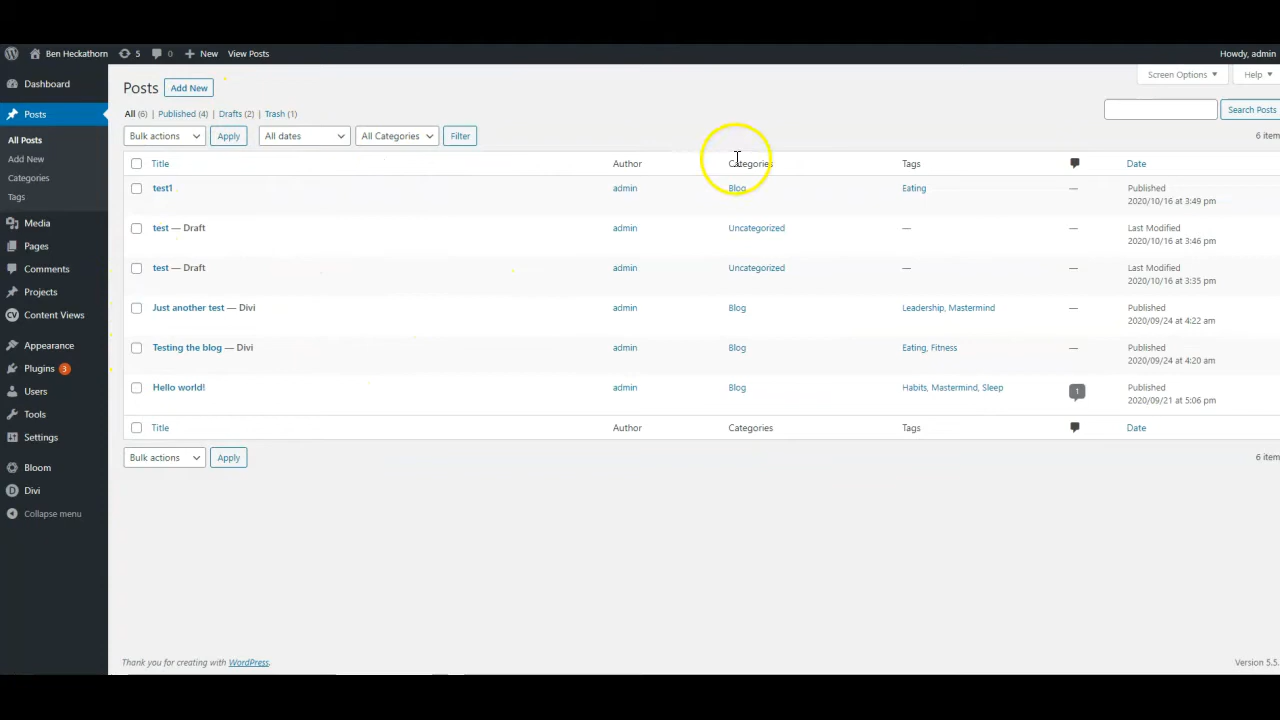 Ben Heckathorn 5 0 New View Posts Howdy, admin
Dashboard
Posts
All Posts
Add New
Categories
Tags
Media
Pages
Comments
Projects
Content Views
Appearance
Plugins 3
Users
Tools
Settings
Bloom
Divi
Collapse menu
Screen Options Help
Posts Add New
All (6) | Published (4) | Drafts (2) | Trash (1)
Search Posts
Bulk actions Apply All dates All Categories Filter
6 item
Title Author Categories Tags Date
test1 admin Blog Eating — Published
2020/10/16 at 3:49 pm
test — Draft admin Uncategorized — — Last Modified
2020/10/16 at 3:46 pm
test — Draft admin Uncategorized — — Last Modified
2020/10/16 at 3:35 pm
Just another test — Divi admin Blog Leadership, Mastermind — Published
2020/09/24 at 4:22 am
Testing the blog — Divi admin Blog Eating, Fitness — Published
2020/09/24 at 4:20 am
Hello world! admin Blog Habits, Mastermind, Sleep 1 Published
2020/09/21 at 5:06 pm
Title Author Categories Tags Date
Bulk actions Apply
6 item
Thank you for creating with WordPress.
Version 5.5.